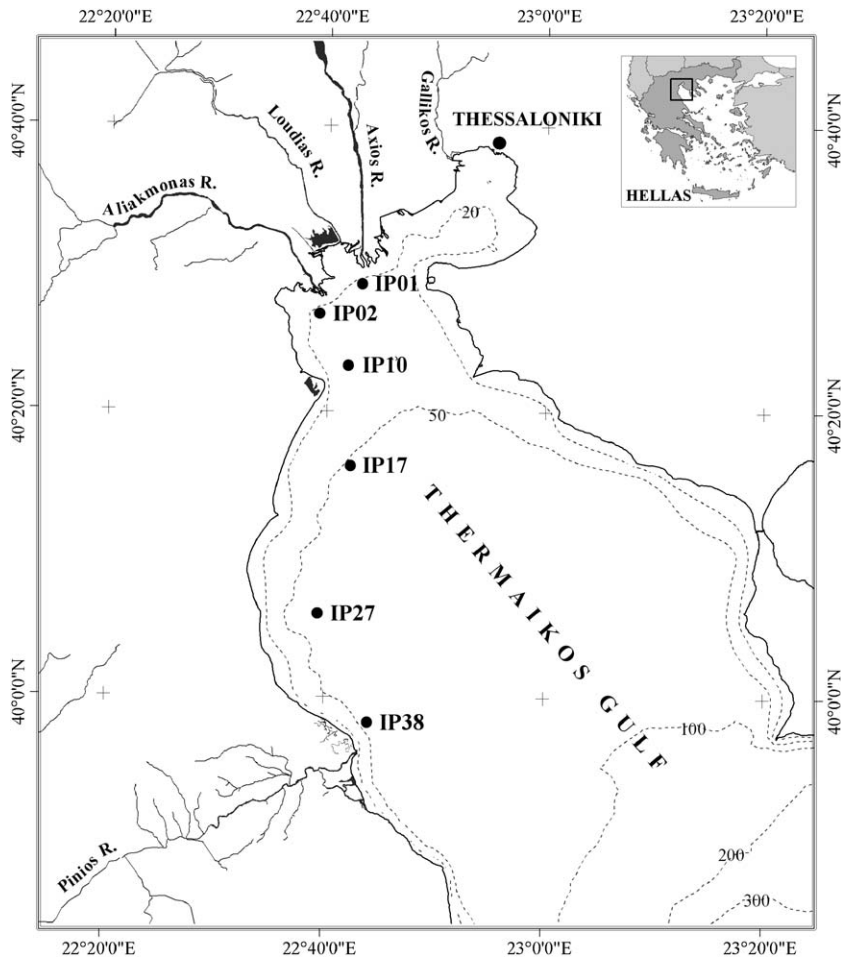 22°20'0"E 22°40'0"E 23°0'0"E 23°20'0"E
40°40'0"N
Loudias R.
Axios R.
Gallikos R.
THESSALONIKI
40°40'0"N
HELLAS
Aliakmonas R.
20
IP01
IP02
IP10
40°20'0"N
50
40°20'0"N
IP17
THERMAIKOS GULF
IP27
40°0'0"N
40°0'0"N
IP38
100
Pinios R.
200
300
22°20'0"E 22°40'0"E 23°0'0"E 23°20'0"E